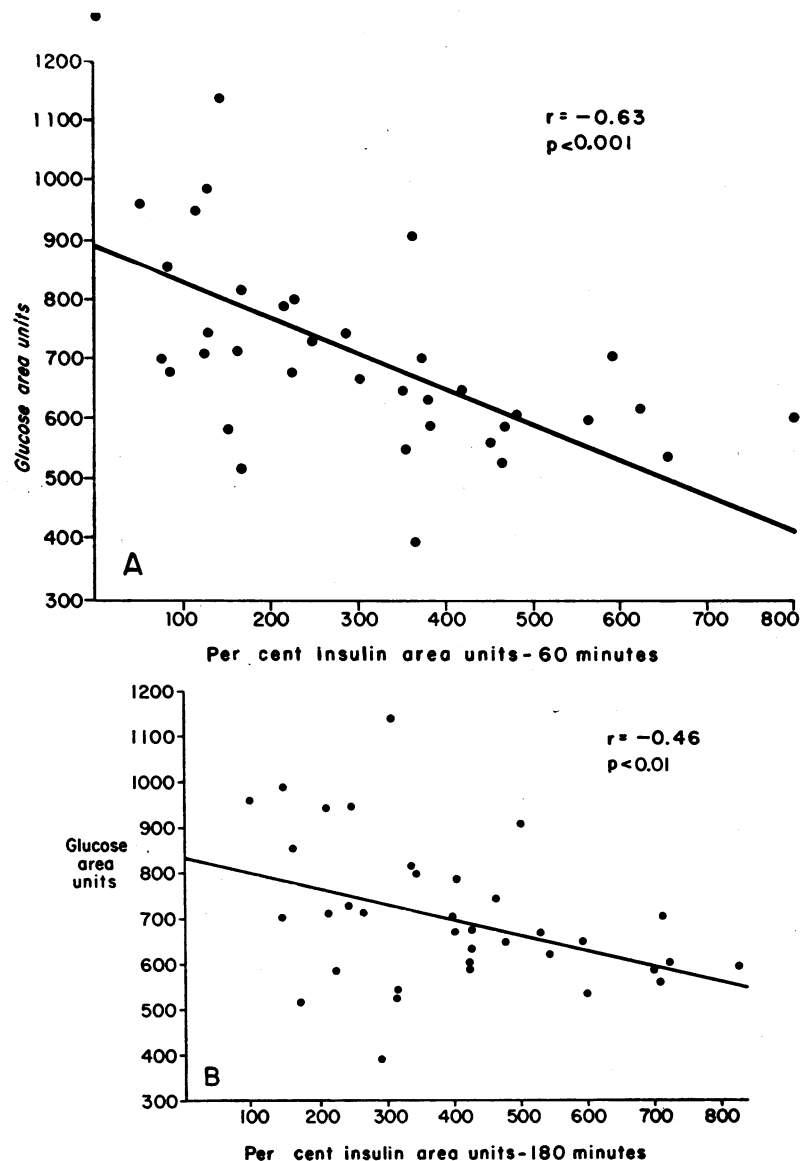 1200
1100
1000
900
800
700
600
500
400
300
Glucose area units
r = -0.63
p<0.001
A
100 200 300 400 500 600 700 800
Per cent insulin area units-60 minutes
1200
1100
1000
900
800
700
600
500
400
300
Glucose
area
units
r = -0.46
p<0.01
B
100 200 300 400 500 600 700 800
Per cent insulin area units-180 minutes